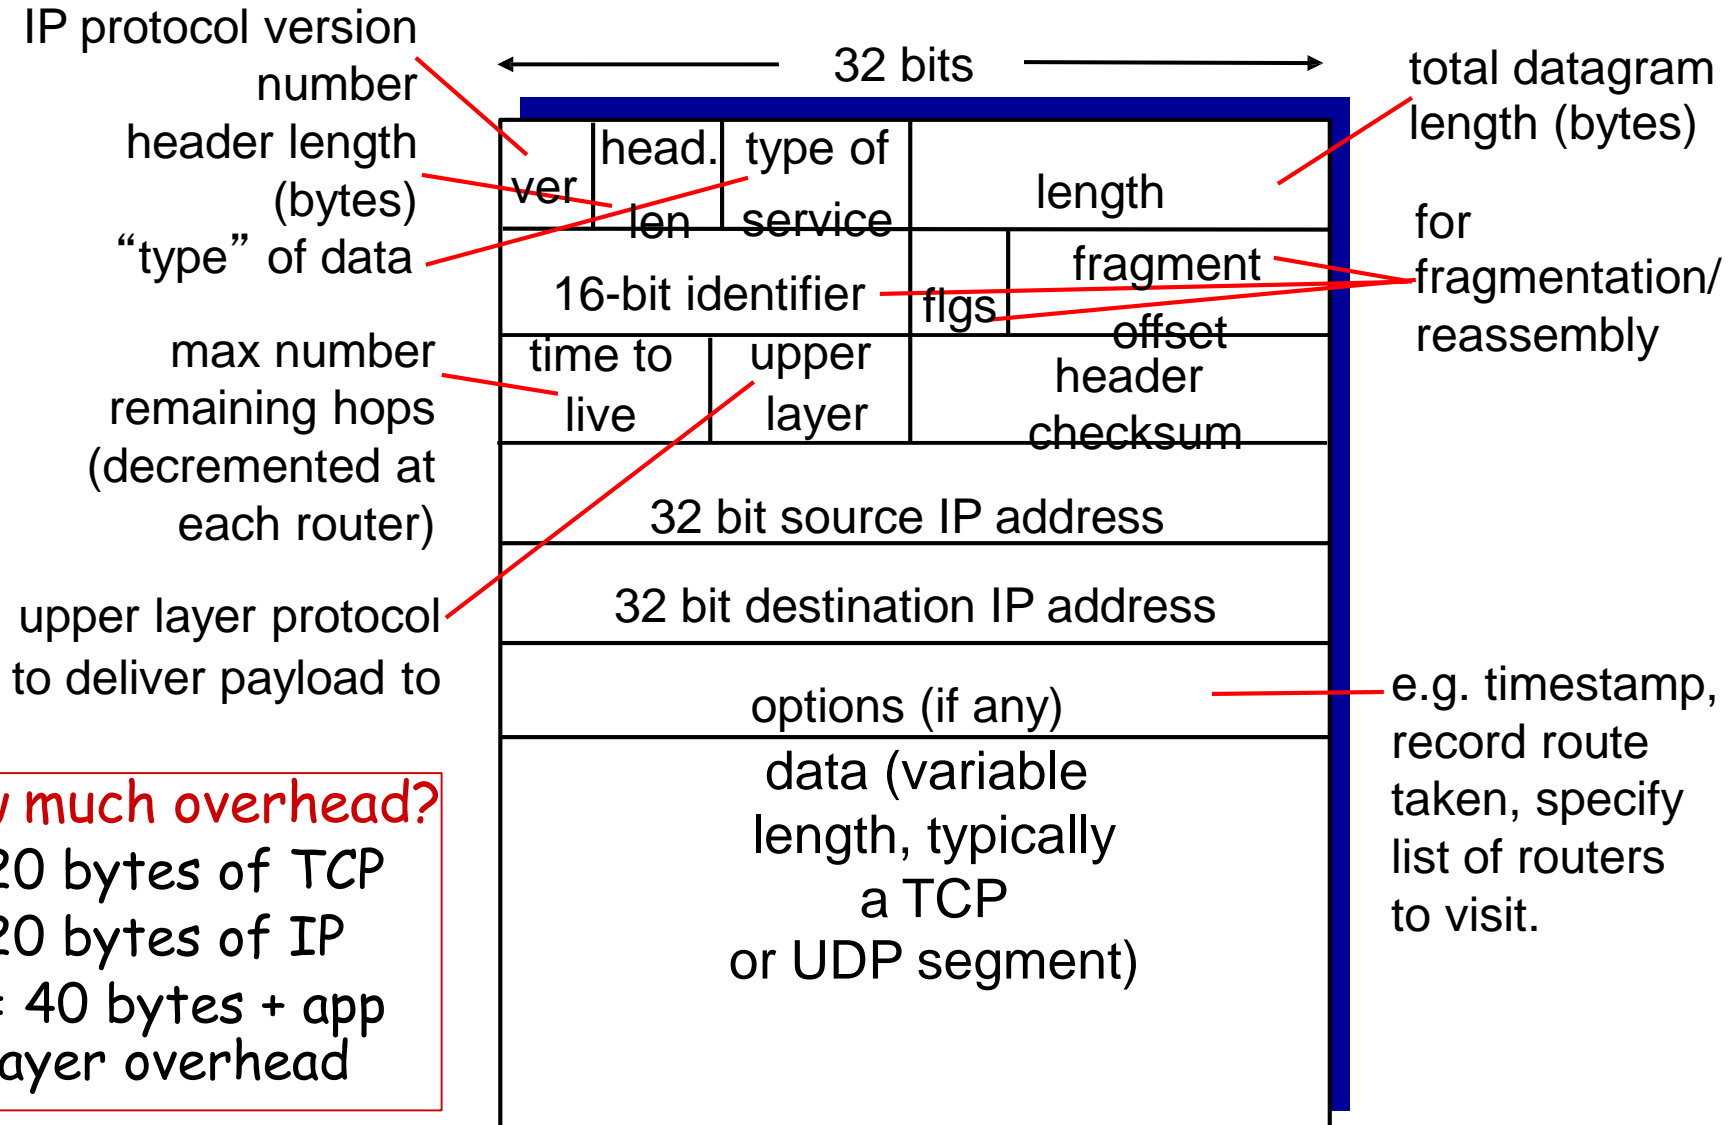 IP protocol version
number
header length
(bytes)
“type” of data
max number
remaining hops
(decremented at
each router)
upper layer protocol
to deliver payload to
much overhead?
20 bytes of TCP
20 bytes of IP
= 40 bytes + app
overhead
32 bits
ver
head.
len
type of
service
length
16-bit identifier
flgs
fragment
offset
time to
live
upper
layer
header
checksum
32 bit source IP address
32 bit destination IP address
options (if any)
data (variable
length, typically
a TCP
or UDP segment)
total datagram
length (bytes)
for
fragmentation/
reassembly
e.g. timestamp,
record route
taken, specify
list of routers
to visit.